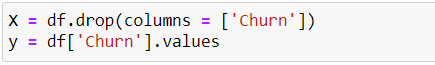 X = df.drop(columns = ['Churn'])
y = df['Churn'].values